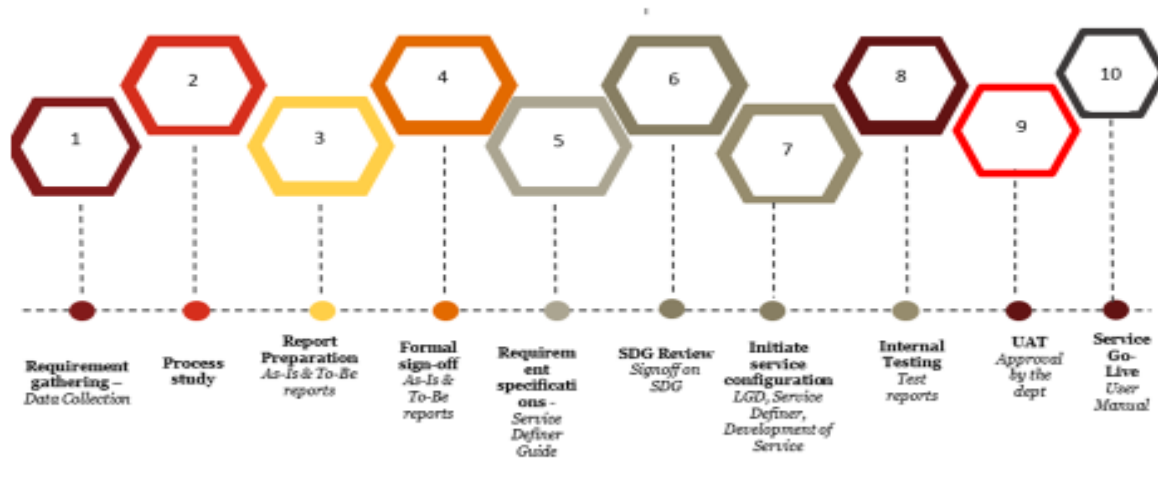 1
2
3
4
5
6
7
8
9
10
Requirement
gathering –
Data Collection
Process
study
Report
Preparation
As-Is & To-Be
reports
Formal
sign-off
As-Is &
To-Be
reports
Requirem
ent
specificati
ons -
Service
Definer
Guide
SDG Review
Signoff on
SDG
Initiate
service
configuration
LGD, Service
Definer,
Development of
Service
Internal
Testing
Test
reports
UAT
Approval
by the
dept
Service
Go-
Live
User
Manual